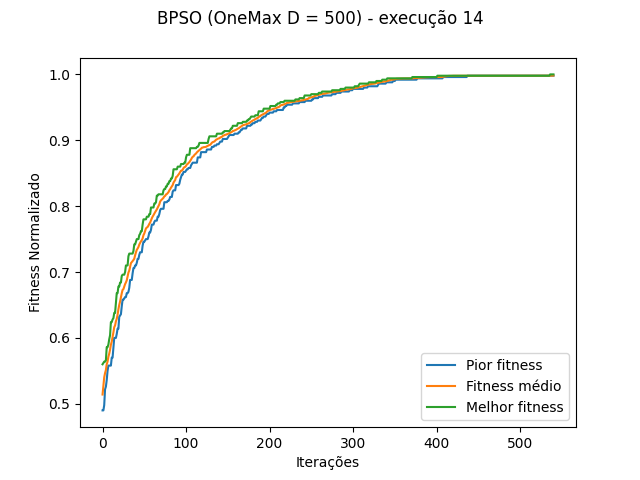 BPSO (OneMax D = 500) - execução 14
1.0
0.9
0.8
0.7
0.6
0.5
Fitness Normalizado
0 100 200 300 400 500
Iterações
Pior fitness
Fitness médio
Melhor fitness